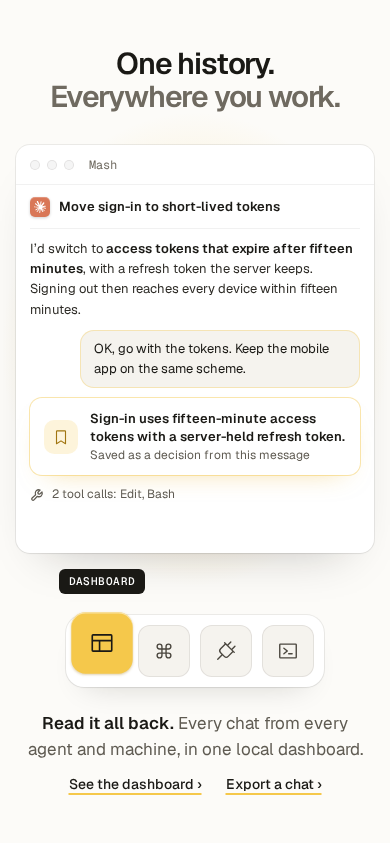 One history.
Everywhere you work.
Mash
Move sign-in to short-lived tokens
I'd switch to access tokens that expire after fifteen
minutes, with a refresh token the server keeps.
Signing out then reaches every device within fifteen
minutes.
OK, go with the tokens. Keep the mobile
app on the same scheme.
Sign-in uses fifteen-minute access
tokens with a server-held refresh token.
Saved as a decision from this message
2 tool calls: Edit, Bash
DASHBOARD
Read it all back. Every chat from every
agent and machine, in one local dashboard.
See the dashboard › Export a chat ›